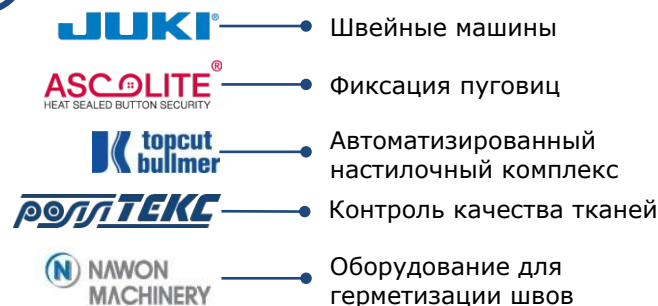 JUKI®
Швейные машины
ASCOLITE®
HEAT SEALED BUTTON SECURITY
Фиксация пуговиц
topcut
bullmer
Автоматизированный
настилочный комплекс
РОЛЛТЕКС
Контроль качества тканей
N NAWON
MACHINERY
Оборудование для
герметизации швов